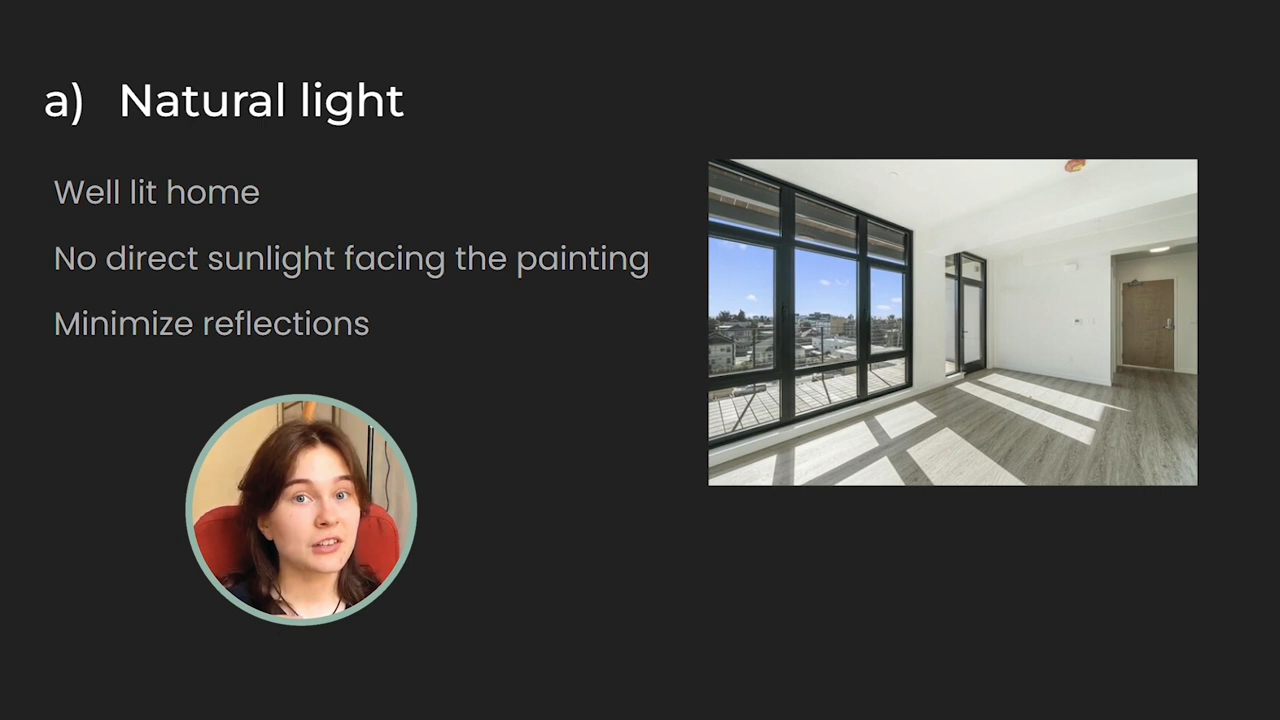 a) Natural light
Well lit home
No direct sunlight facing the painting
Minimize reflections